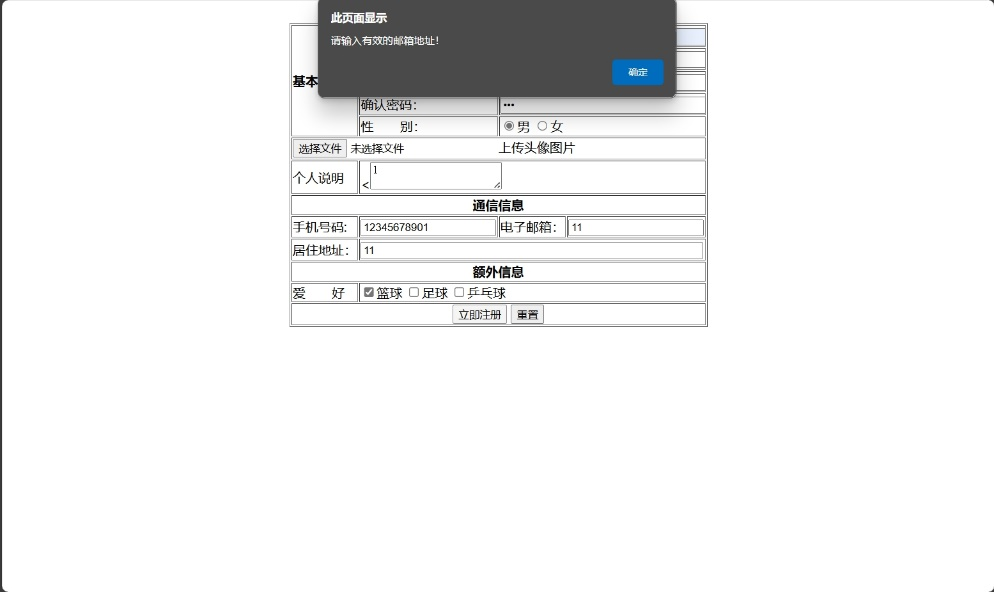 此页面显示
请输入有效的邮箱地址!
确定
基本
确认密码: •••
性 别: 男 女
选择文件 未选择文件 上传头像图片
个人说明 < 1
通信信息
手机号码: 12345678901 电子邮箱: 11
居住地址: 11
额外信息
爱 好 篮球 足球 乒乓球
立即注册 重置